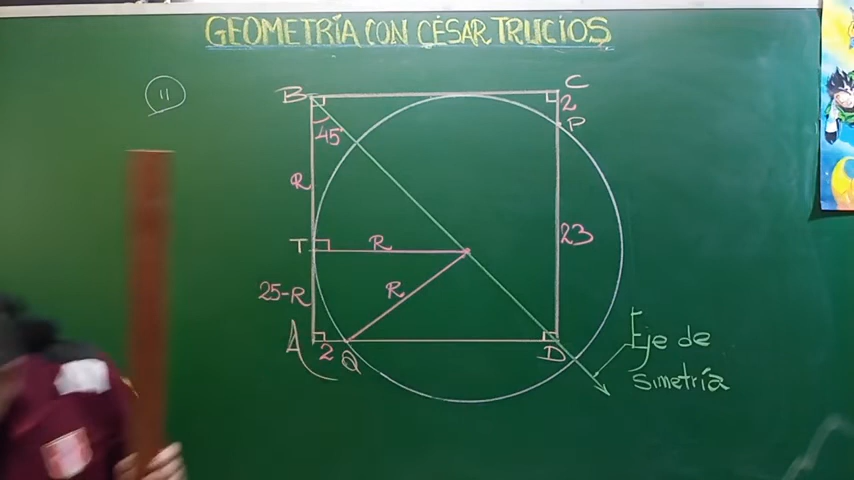 GEOMETRÍA CON CÉSAR TRUCIOS
11
B
C
2
P
45°
R
23
T
R
R
25-R
A
2
Q
D
Eje de
simetría